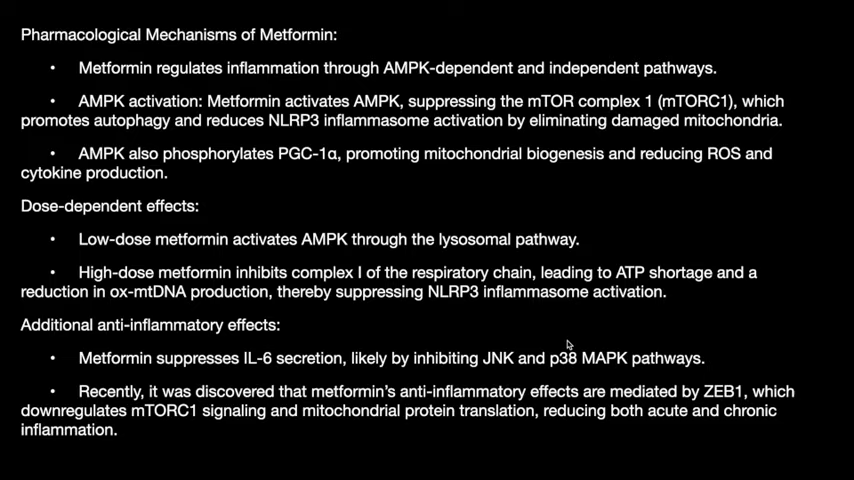 Pharmacological Mechanisms of Metformin:
• Metformin regulates inflammation through AMPK-dependent and independent pathways.
• AMPK activation: Metformin activates AMPK, suppressing the mTOR complex 1 (mTORC1), which
promotes autophagy and reduces NLRP3 inflammasome activation by eliminating damaged mitochondria.
• AMPK also phosphorylates PGC-1α, promoting mitochondrial biogenesis and reducing ROS and
cytokine production.
Dose-dependent effects:
• Low-dose metformin activates AMPK through the lysosomal pathway.
• High-dose metformin inhibits complex I of the respiratory chain, leading to ATP shortage and a
reduction in ox-mtDNA production, thereby suppressing NLRP3 inflammasome activation.
Additional anti-inflammatory effects:
• Metformin suppresses IL-6 secretion, likely by inhibiting JNK and p38 MAPK pathways.
• Recently, it was discovered that metformin's anti-inflammatory effects are mediated by ZEB1, which
downregulates mTORC1 signaling and mitochondrial protein translation, reducing both acute and chronic
inflammation.